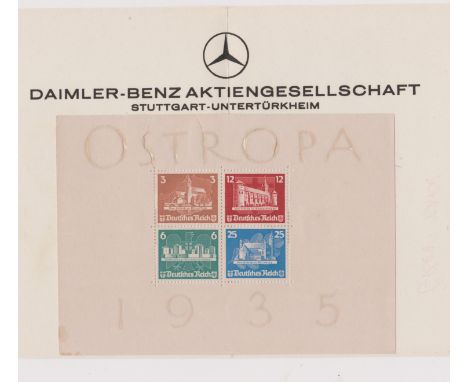 DAIMLER-BENZ AKTIENGESELLSCHAFT
STUTTGART-UNTERTÜRKHEIM
OSTROPA
3 3
12 12
Deutsches Reich
Deutsches Reich
6 6
25 25
Deutsches Reich
Deutsches Reich
1935